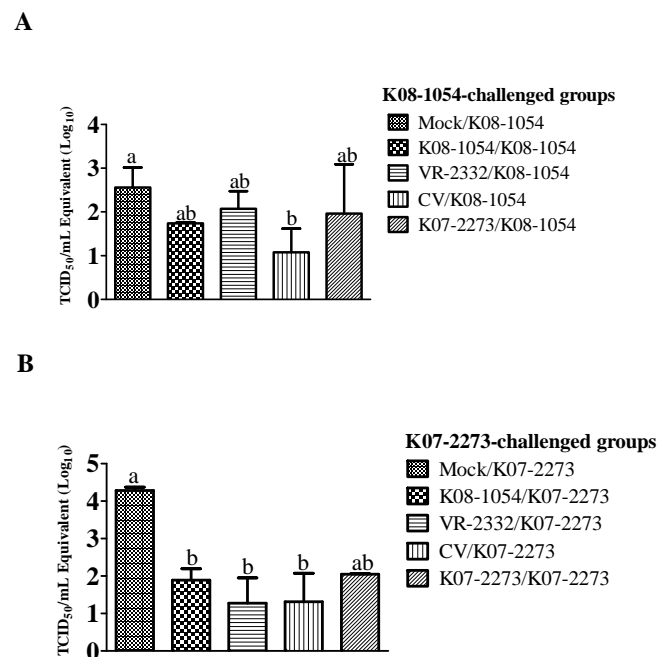 A
K08-1054-challenged groups
Mock/K08-1054
K08-1054/K08-1054
VR-2332/K08-1054
CV/K08-1054
K07-2273/K08-1054
TCID50/mL Equivalent (Log10)
4
3
2
1
0
a
ab
ab
b
ab
B
K07-2273-challenged groups
Mock/K07-2273
K08-1054/K07-2273
VR-2332/K07-2273
CV/K07-2273
K07-2273/K07-2273
TCID50/mL Equivalent (Log10)
5
4
3
2
1
0
a
b
b
b
ab